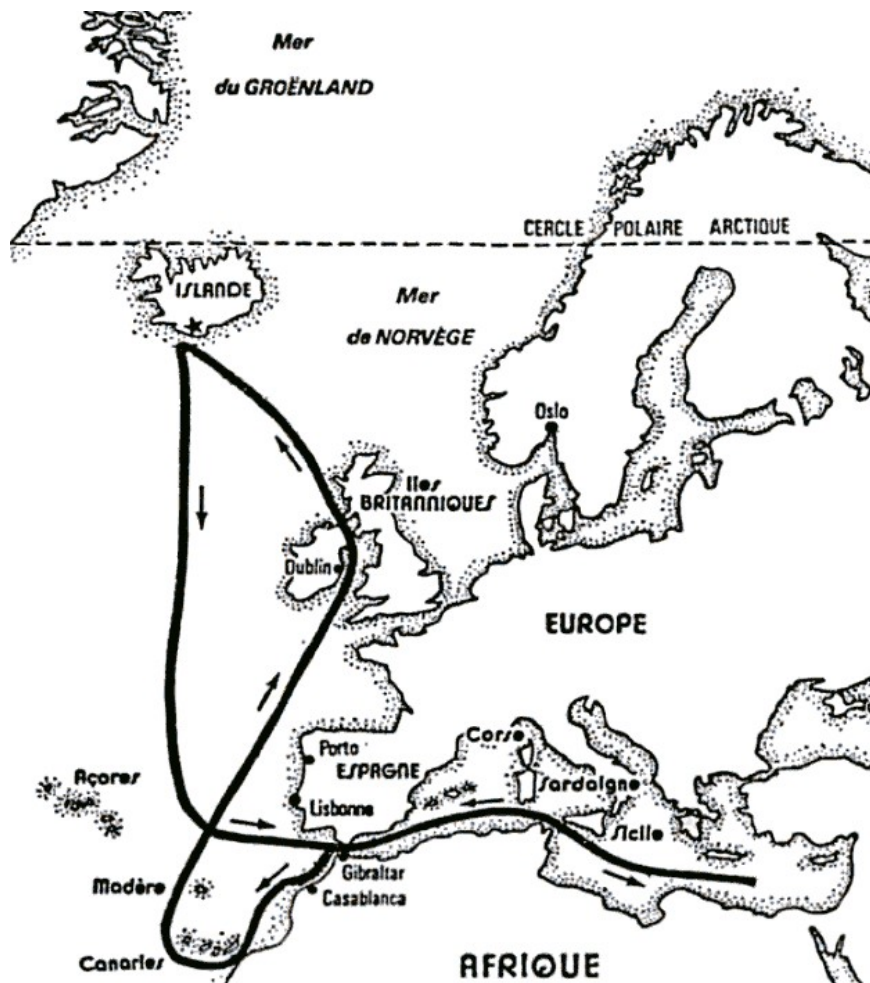 Mer
du GROËNLAND
CERCLE POLAIRE ARCTIQUE
ISLANDE
Mer
de NORVÈGE
Oslo
Iles
BRITANNIQUES
Dublin
EUROPE
Corse
Porto
ESPAGNE
Açores
Sardaigne
Lisbonne
Sicile
Gibraltar
Madère
Casablanca
Canaries
AFRIQUE